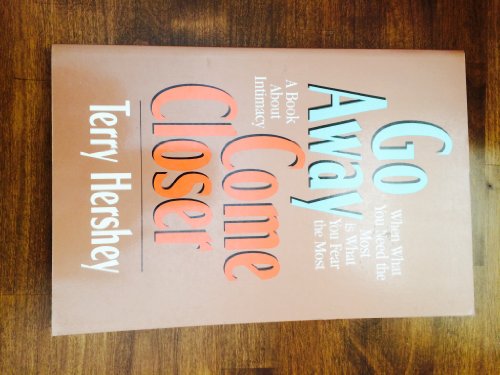 Go
Away
Come
Closer
When What
You Need the
Most
is What
You Fear
the Most
A Book
About
Intimacy
Terry Hershey